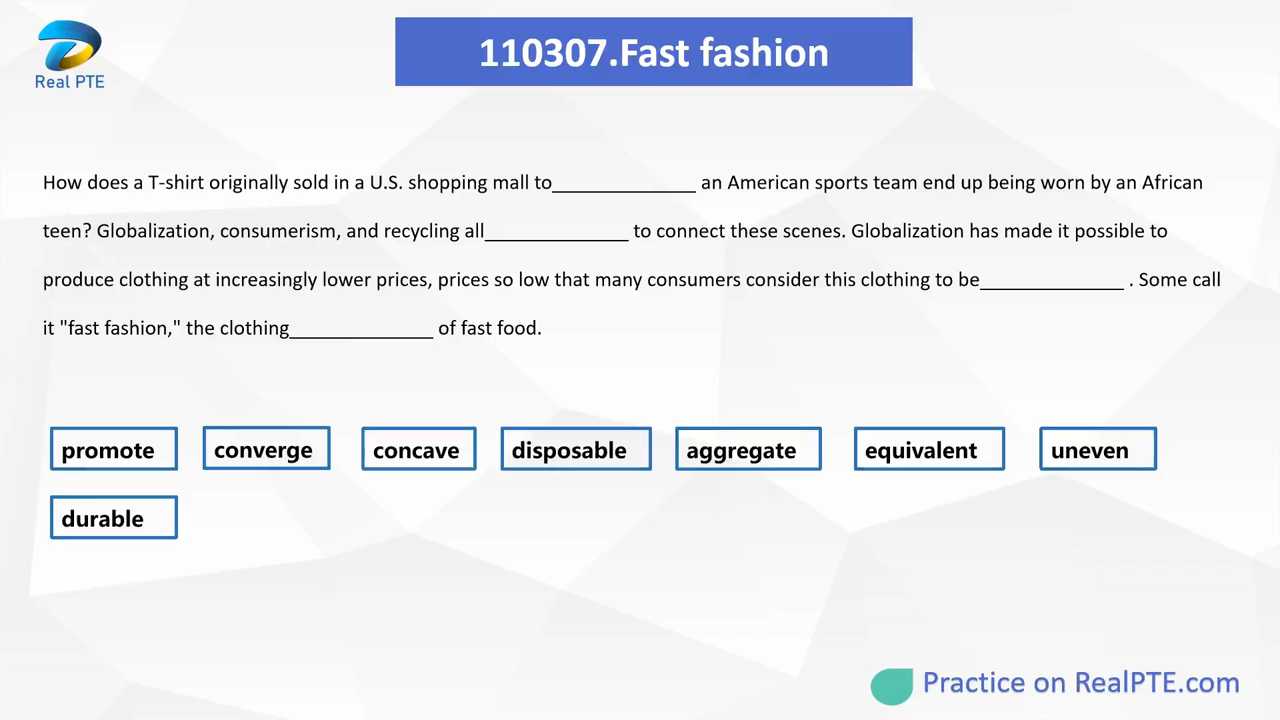 Real PTE
110307.Fast fashion
How does a T-shirt originally sold in a U.S. shopping mall to_____________ an American sports team end up being worn by an African
teen? Globalization, consumerism, and recycling all_____________ to connect these scenes. Globalization has made it possible to
produce clothing at increasingly lower prices, prices so low that many consumers consider this clothing to be_____________ . Some call
it "fast fashion," the clothing_____________ of fast food.
promote converge concave disposable aggregate equivalent uneven
durable
Practice on RealPTE.com